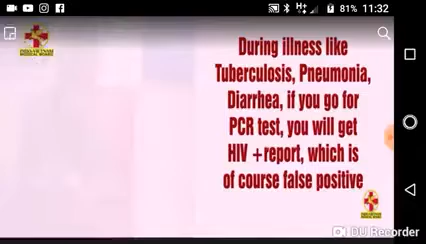 H+ 81% 11:32
During illness like
Tuberculosis, Pneumonia,
Diarrhea, if you go for
PCR test, you will get
HIV +report, which is
of course false positive
DU Recorder